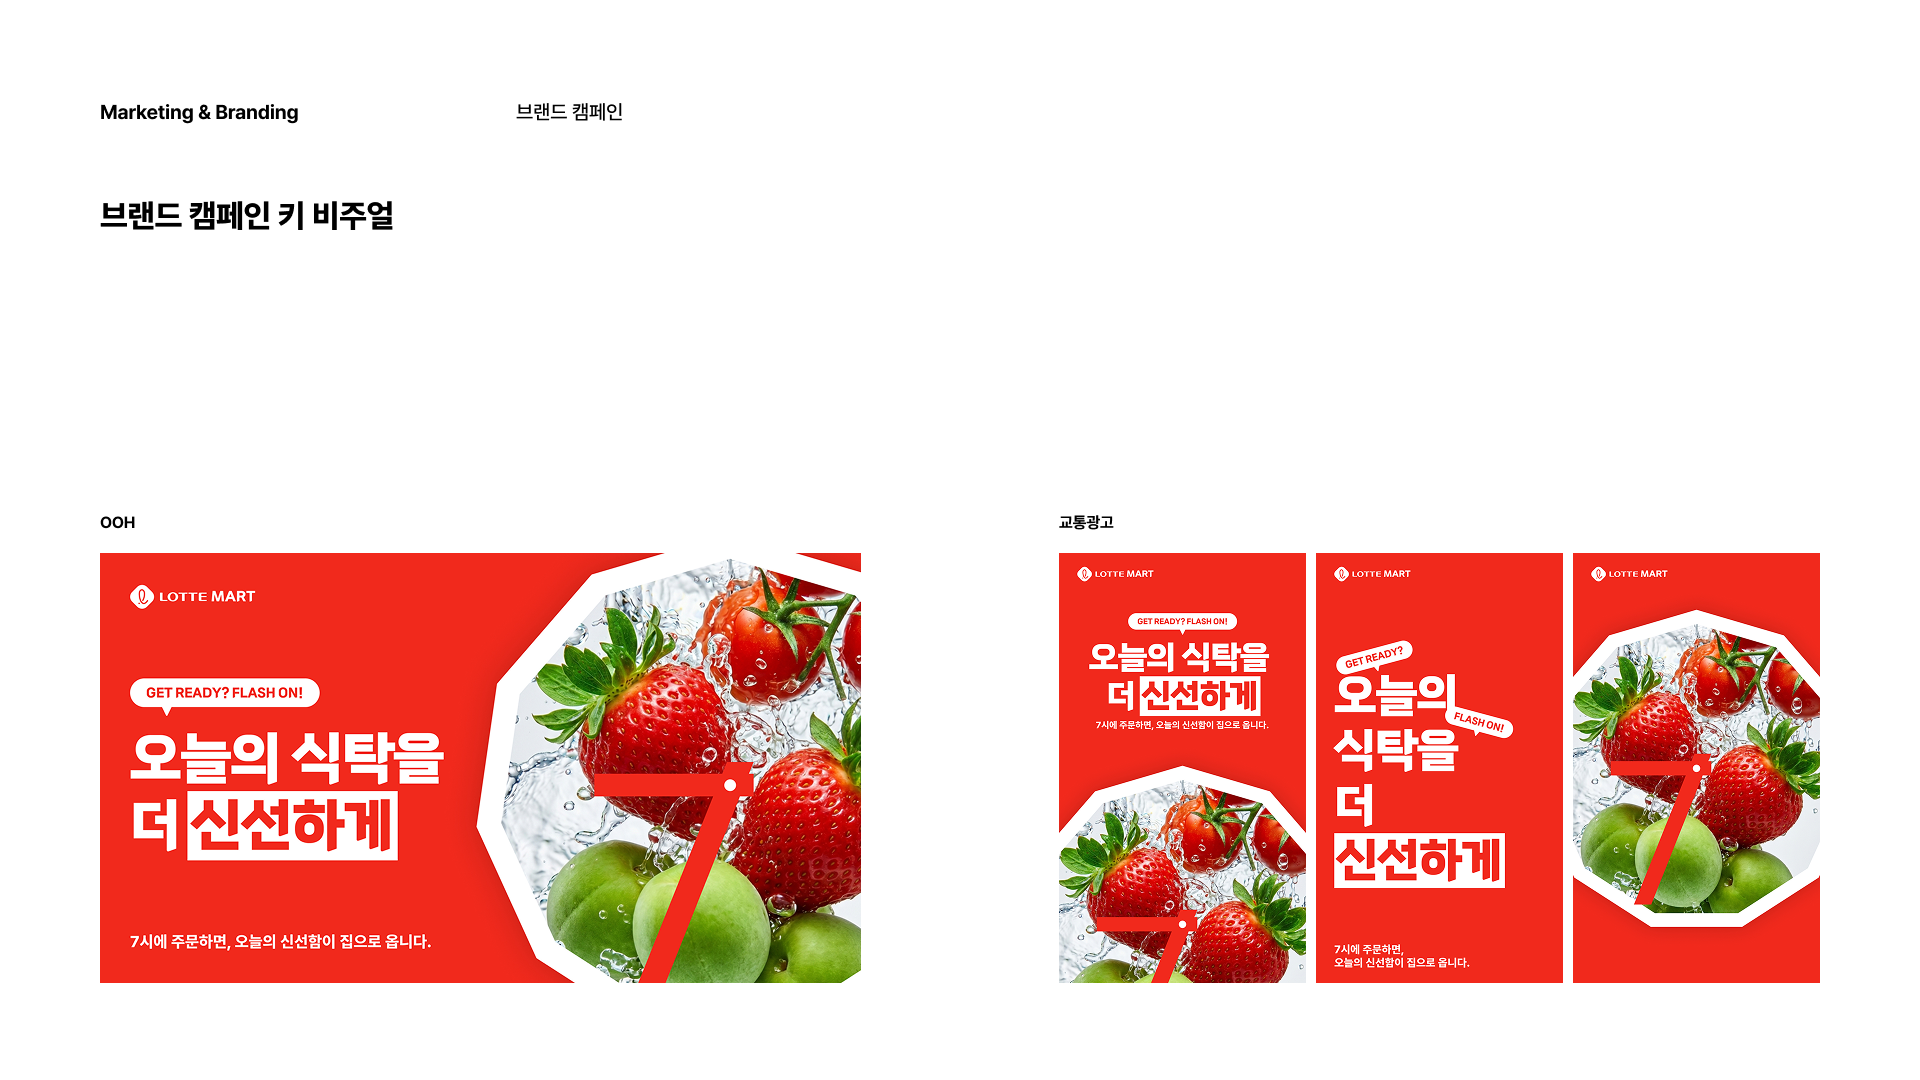 Marketing & Branding
브랜드 캠페인
브랜드 캠페인 키 비주얼
OOH
LOTTE MART
GET READY? FLASH ON!
오늘의 식탁을
더 신선하게
7시에 주문하면, 오늘의 신선함이 집으로 옵니다.
7
교통광고
LOTTE MART
GET READY? FLASH ON!
오늘의 식탁을
더 신선하게
7시에 주문하면, 오늘의 신선함이 집으로 옵니다.
7
LOTTE MART
GET READY?
오늘의
FLASH ON!
식탁을
더
신선하게
7시에 주문하면,
오늘의 신선함이 집으로 옵니다.
LOTTE MART
7